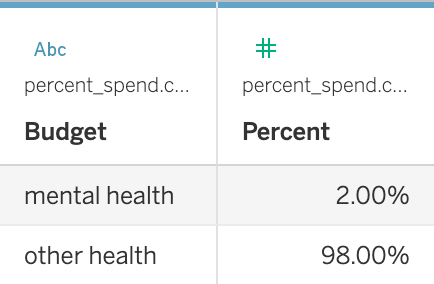 Abc
#
percent_spend.c...
percent_spend.c...
Budget
Percent
mental health
2.00%
other health
98.00%